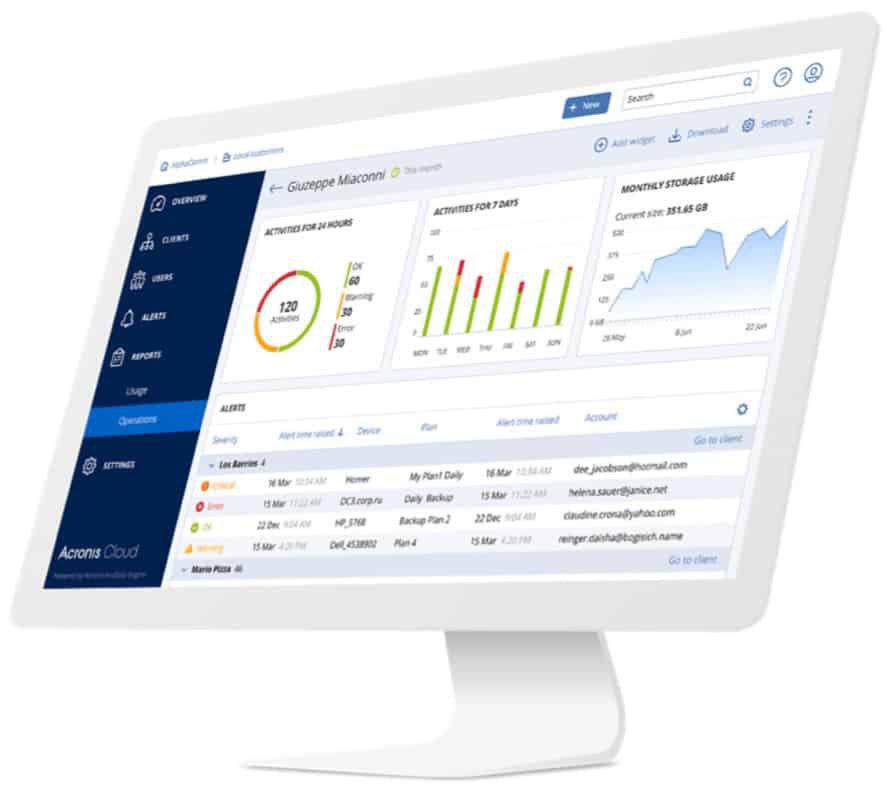 AlphaComm > Local customers
+ New
Search
← Giuzeppe Miaconni This month
Add widget
Download
Settings
OVERVIEW
CLIENTS
USERS
ALERTS
REPORTS
Usage
Operations
SETTINGS
Acronis Cloud
Powered by Acronis AnyData Engine
ACTIVITIES FOR 24 HOURS
120
Activities
OK
60
Warning
30
Error
30
ACTIVITIES FOR 7 DAYS
100
75
50
25
0
MON TUE WED THU FRI SAT SUN
MONTHLY STORAGE USAGE
Current size: 351.65 GB
500
375
250
125
0 GB
28 May 8 Jun 22 Jun
ALERTS
Severity Alert time raised Device Plan Alert time raised Account
Los Barrios 4 Go to client
Critical 16 Mar 10:54 AM Homer My Plan1 Daily 16 Mar 10:54 AM dee_jacobson@hotmail.com
Error 15 Mar 11:22 AM DC3.corp.ru Daily Backup 15 Mar 11:22 AM helena.sauer@janice.net
OK 22 Dec 9:04 AM HP_5768 Backup Plan 2 22 Dec 9:04 AM claudine.crona@yahoo.com
Warning 15 Mar 4:20 PM Dell_4538902 Plan 4 15 Mar 4:20 PM reinger.daisha@bogisich.name
Mario Pizza 46 Go to client